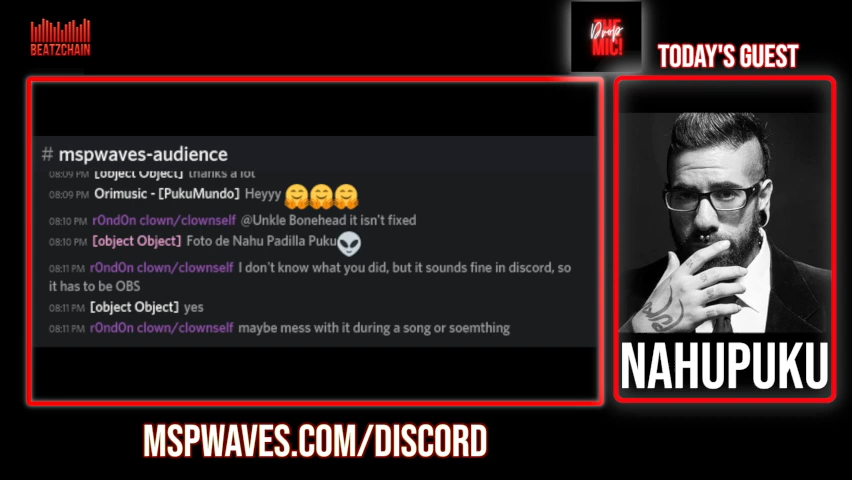 BEATZCHAIN
THE
Drop
MIC!
TODAY'S GUEST
# mspwaves-audience
08:09 PM [object Object] thanks a lot
08:09 PM Orimusic - [PukuMundo] Heyyy 🤗🤗🤗
08:10 PM r0nd0n clown/clownself @Unkle Bonehead it isn't fixed
08:10 PM [object Object] Foto de Nahu Padilla Puku👽
08:11 PM r0nd0n clown/clownself I don't know what you did, but it sounds fine in discord, so
it has to be OBS
08:11 PM [object Object] yes
08:11 PM r0nd0n clown/clownself maybe mess with it during a song or soemthing
NAHUPUKU
MSPWAVES.COM/DISCORD